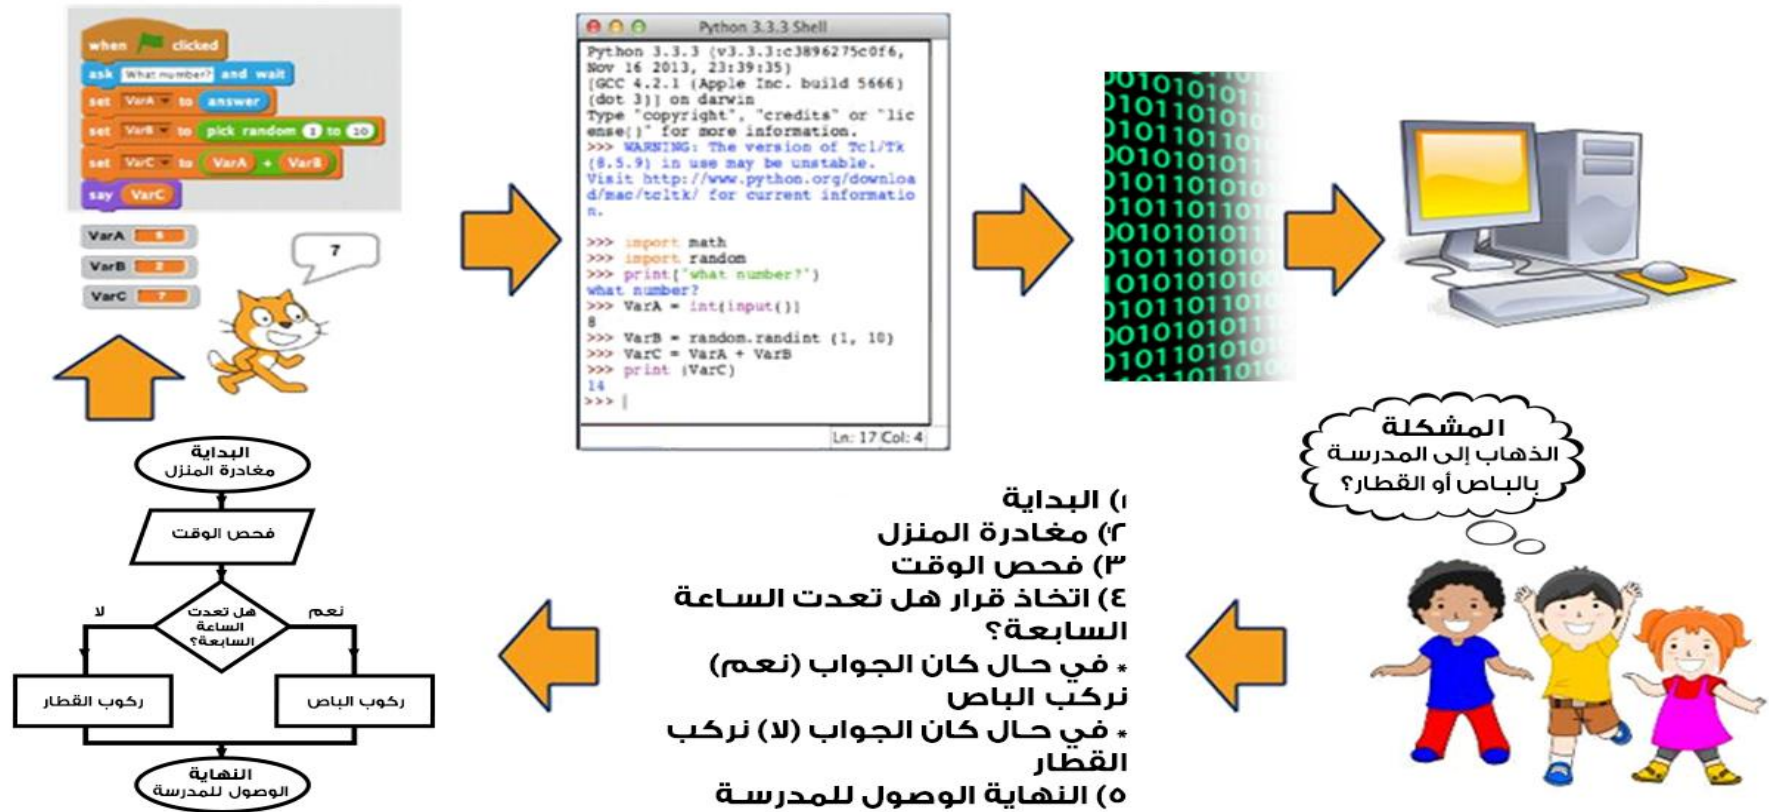 when clicked
ask What number? and wait
set VarA to answer
set VarB to pick random 1 to 10
set VarC to VarA + VarB
say VarC
VarA
VarB 2
VarC 7
7
Python 3.3.3 Shell
Python 3.3.3 (v3.3.3:c3896275c0f6,
Nov 16 2013, 23:39:35)
[GCC 4.2.1 (Apple Inc. build 5666)
(dot 3)] on darwin
Type "copyright", "credits" or "lic
ense()" for more information.
>>> WARNING: The version of Tcl/Tk
(8.5.9) in use may be unstable.
Visit http://www.python.org/downloa
d/mac/tcltk/ for current informatio
n.
>>> import math
>>> import random
>>> print("what number?")
what number?
>>> VarA = int(input())
8
>>> VarB = random.randint (1, 10)
>>> VarC = VarA + VarB
>>> print (VarC)
14
>>>
Ln: 17 Col: 4
المشكلة
الذهاب إلى المدرسة
بالباص أو القطار؟
١) البداية
٢) مغادرة المنزل
٣) فحص الوقت
٤) اتخاذ قرار هل تعدت الساعة
السابعة؟
* في حال كان الجواب (نعم)
نركب الباص
* في حال كان الجواب (لا) نركب
القطار
٥) النهاية الوصول للمدرسة
البداية
مغادرة المنزل
فحص الوقت
هل تعدت
الساعة
السابعة؟
نعم
لا
ركوب الباص
ركوب القطار
النهاية
الوصول للمدرسة